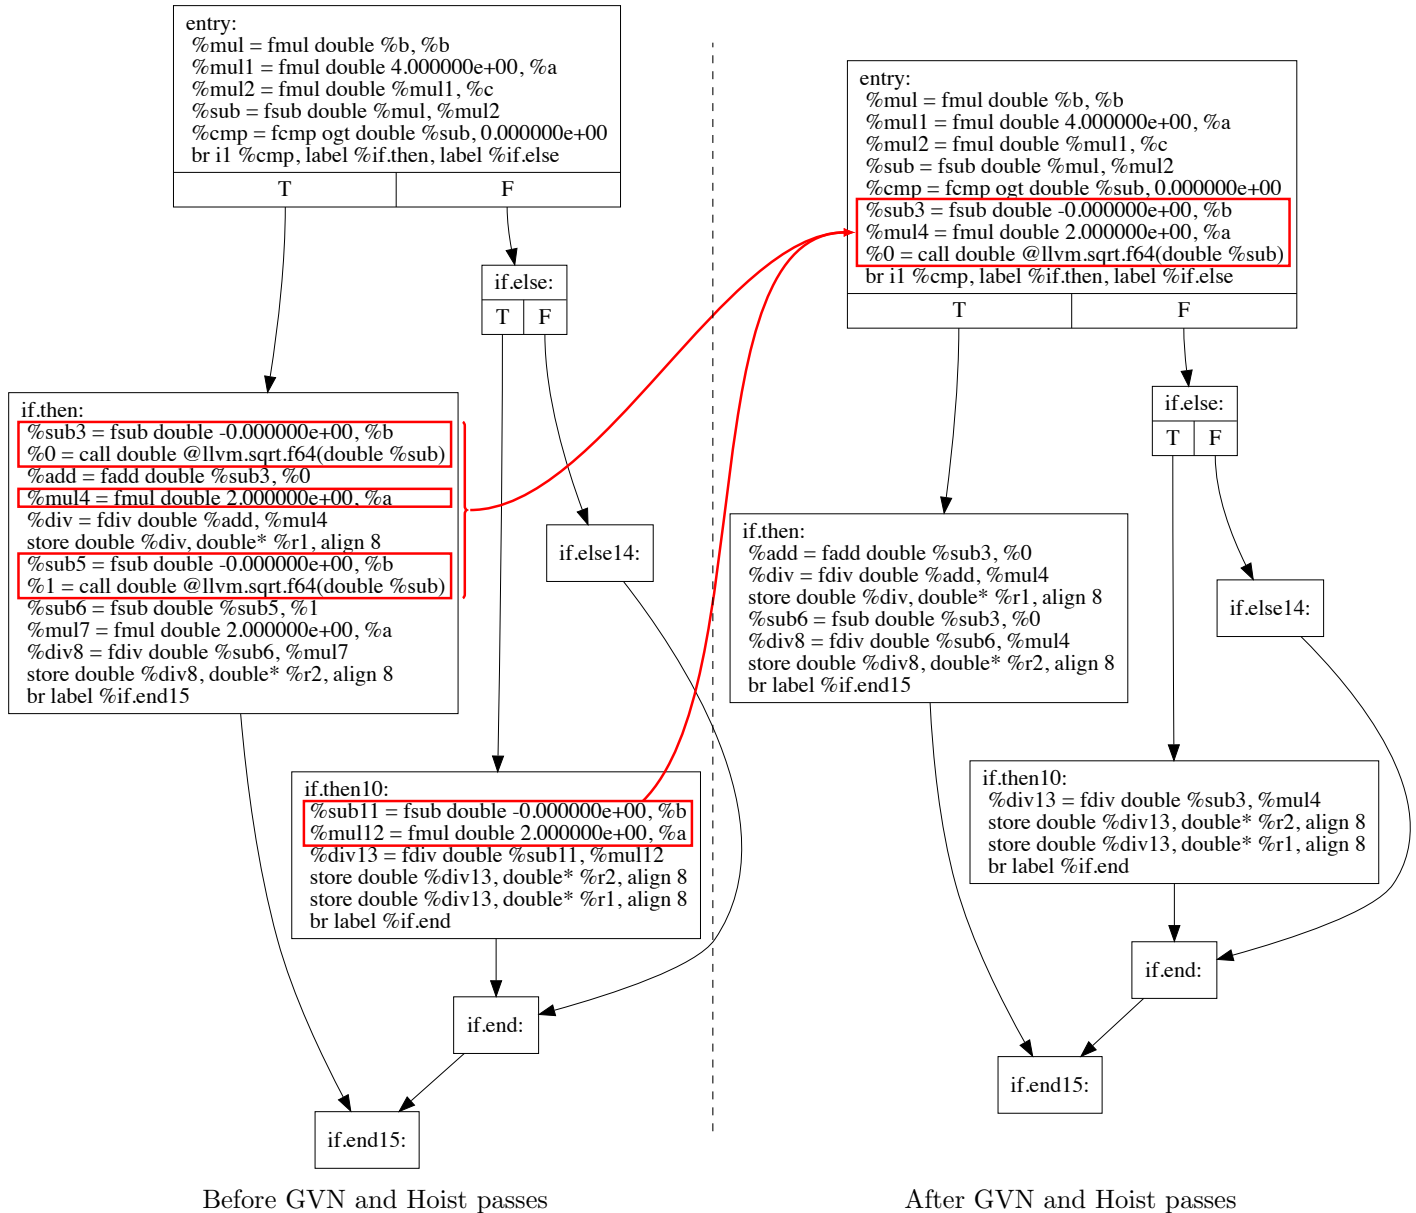 entry:
%mul = fmul double %b, %b
%mul1 = fmul double 4.000000e+00, %a
%mul2 = fmul double %mul1, %c
%sub = fsub double %mul, %mul2
%cmp = fcmp ogt double %sub, 0.000000e+00
br i1 %cmp, label %if.then, label %if.else
T F
if.else:
T F
if.then:
%sub3 = fsub double -0.000000e+00, %b
%0 = call double @llvm.sqrt.f64(double %sub)
%add = fadd double %sub3, %0
%mul4 = fmul double 2.000000e+00, %a
%div = fdiv double %add, %mul4
store double %div, double* %r1, align 8
%sub5 = fsub double -0.000000e+00, %b
%1 = call double @llvm.sqrt.f64(double %sub)
%sub6 = fsub double %sub5, %1
%mul7 = fmul double 2.000000e+00, %a
%div8 = fdiv double %sub6, %mul7
store double %div8, double* %r2, align 8
br label %if.end15
if.else14:
if.then10:
%sub11 = fsub double -0.000000e+00, %b
%mul12 = fmul double 2.000000e+00, %a
%div13 = fdiv double %sub11, %mul12
store double %div13, double* %r2, align 8
store double %div13, double* %r1, align 8
br label %if.end
if.end:
if.end15:
Before GVN and Hoist passes
entry:
%mul = fmul double %b, %b
%mul1 = fmul double 4.000000e+00, %a
%mul2 = fmul double %mul1, %c
%sub = fsub double %mul, %mul2
%cmp = fcmp ogt double %sub, 0.000000e+00
%sub3 = fsub double -0.000000e+00, %b
%mul4 = fmul double 2.000000e+00, %a
%0 = call double @llvm.sqrt.f64(double %sub)
br i1 %cmp, label %if.then, label %if.else
T F
if.else:
T F
if.then:
%add = fadd double %sub3, %0
%div = fdiv double %add, %mul4
store double %div, double* %r1, align 8
%sub6 = fsub double %sub3, %0
%div8 = fdiv double %sub6, %mul4
store double %div8, double* %r2, align 8
br label %if.end15
if.else14:
if.then10:
%div13 = fdiv double %sub3, %mul4
store double %div13, double* %r2, align 8
store double %div13, double* %r1, align 8
br label %if.end
if.end:
if.end15:
After GVN and Hoist passes